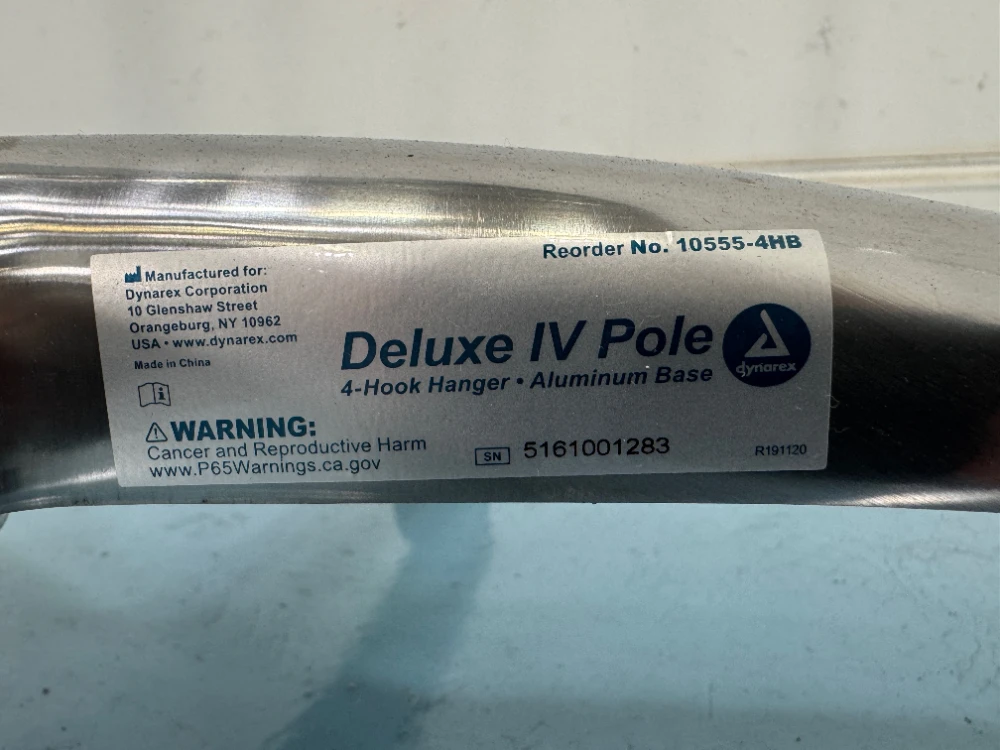 Reorder No. 10555-4HB
Manufactured for:
Dynarex Corporation
10 Glenshaw Street
Orangeburg, NY 10962
USA • www.dynarex.com
Made in China
Deluxe IV Pole
4-Hook Hanger • Aluminum Base
dynarex
WARNING:
Cancer and Reproductive Harm
www.P65Warnings.ca.gov
SN 5161001283
R191120